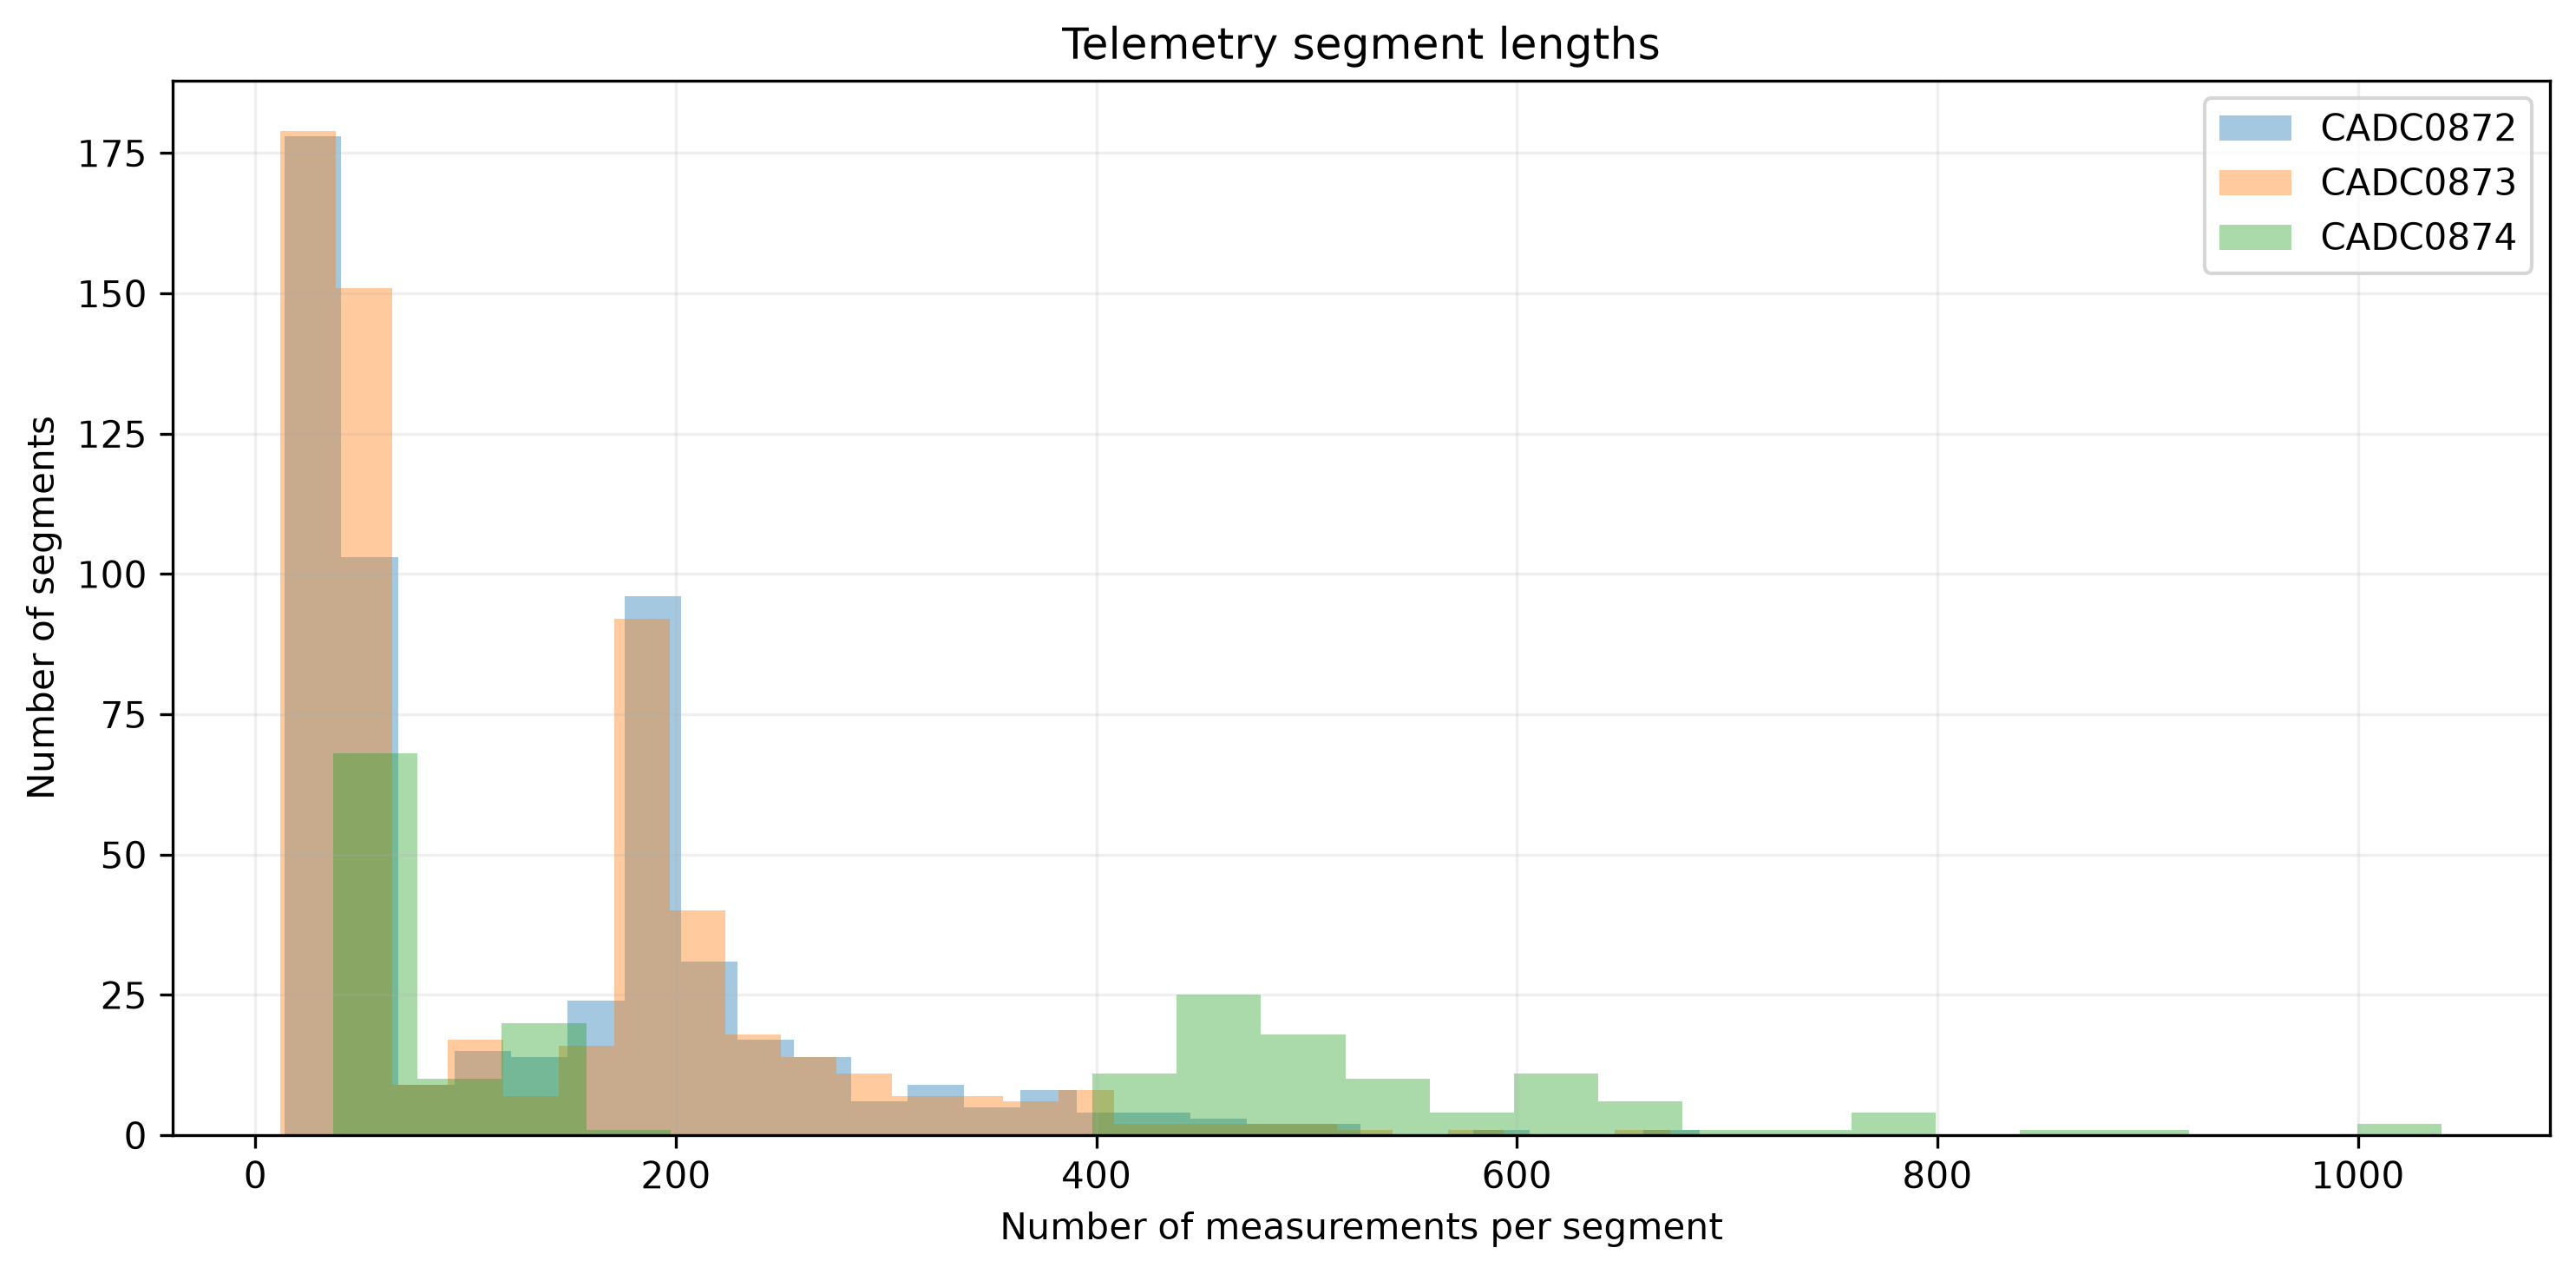 Telemetry segment lengths
CADC0872
CADC0873
CADC0874
Number of segments
175
150
125
100
75
50
25
0
0 200 400 600 800 1000
Number of measurements per segment